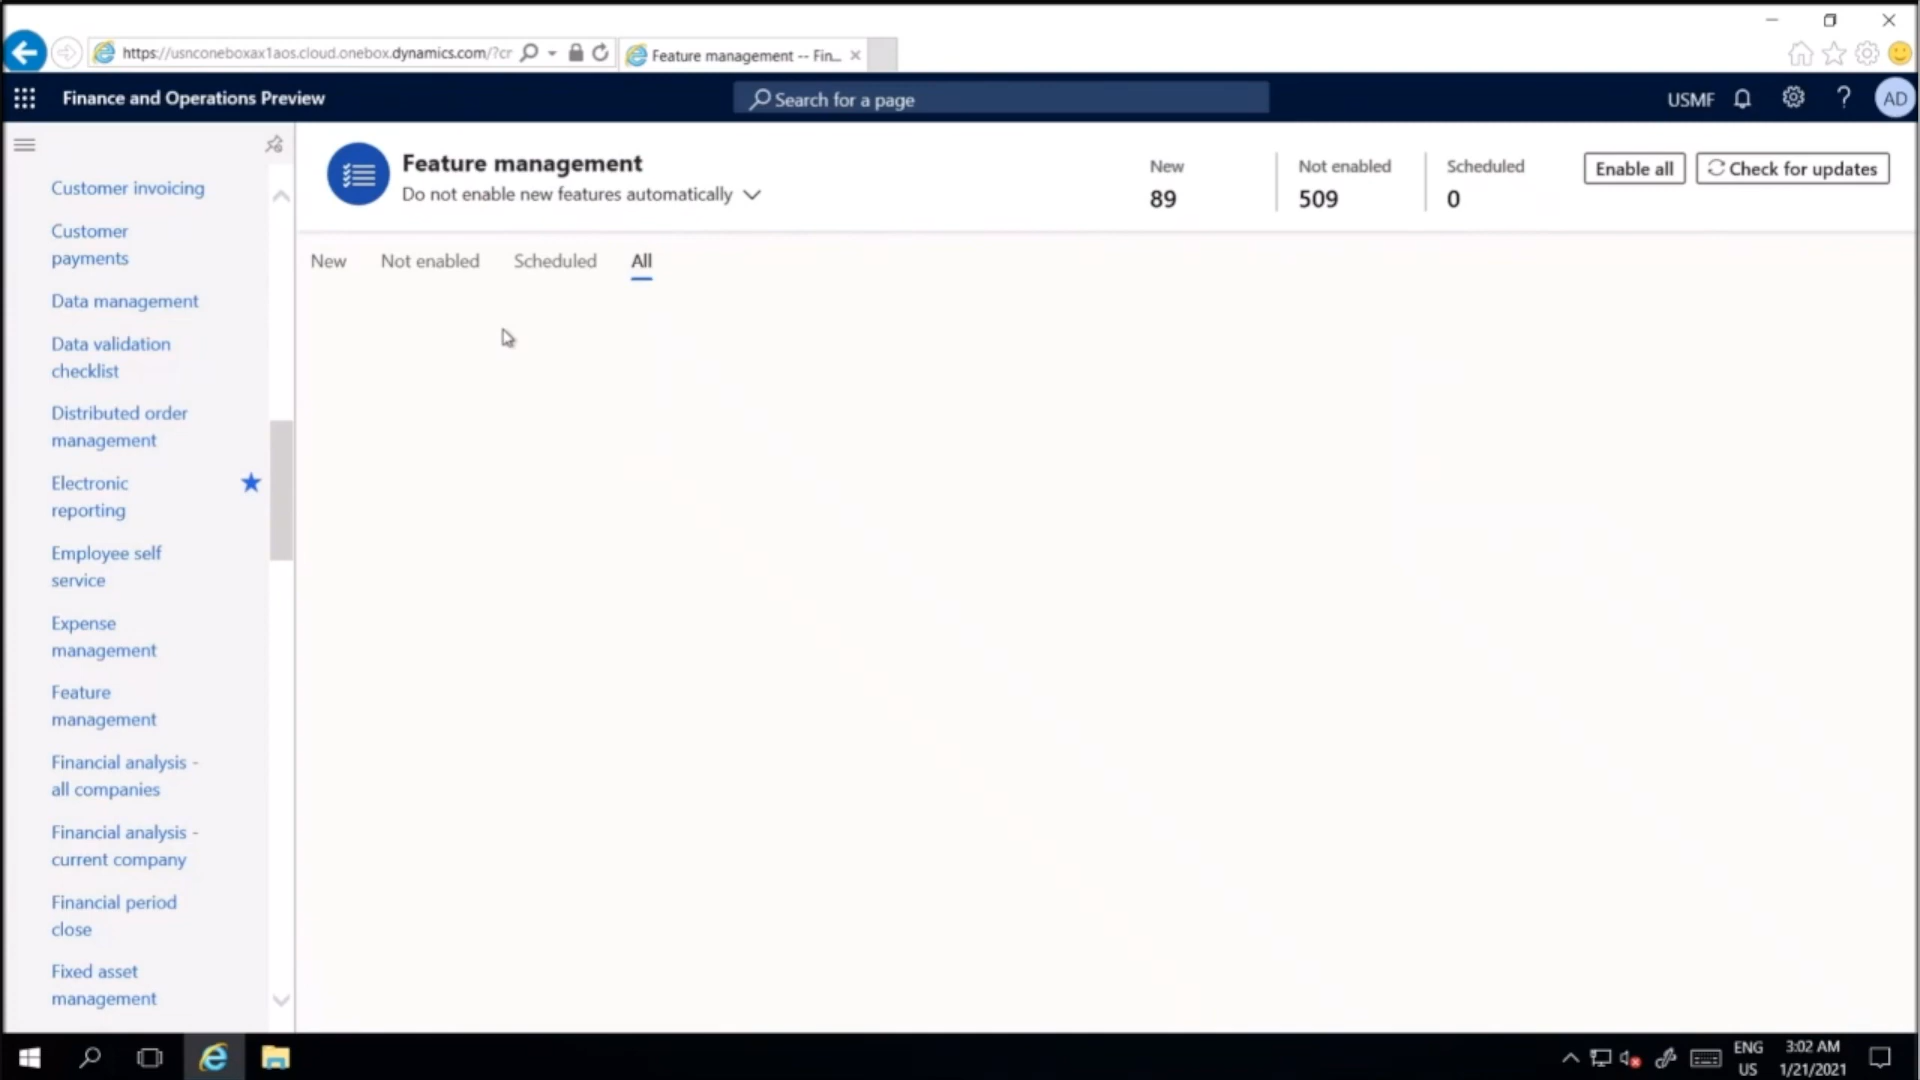 https://usnconeboxax1aos.cloud.onebox.dynamics.com/?cr
Feature management -- Fin...
Finance and Operations Preview
Search for a page
USMF
?
AD
Customer invoicing
Customer
payments
Data management
Data validation
checklist
Distributed order
management
Electronic
reporting
Employee self
service
Expense
management
Feature
management
Financial analysis -
all companies
Financial analysis -
current company
Financial period
close
Fixed asset
management
Feature management
Do not enable new features automatically
New
89
Not enabled
509
Scheduled
0
Enable all
Check for updates
New
Not enabled
Scheduled
All
ENG
US
3:02 AM
1/21/2021